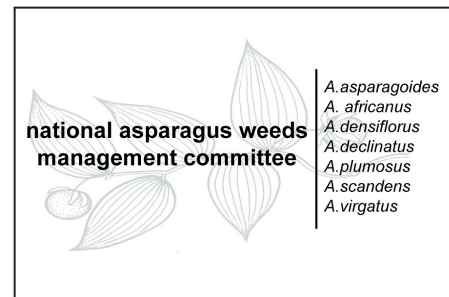 national asparagus weeds
management committee
A.asparagoides
A. africanus
A.densiflorus
A.declinatus
A.plumosus
A.scandens
A.virgatus